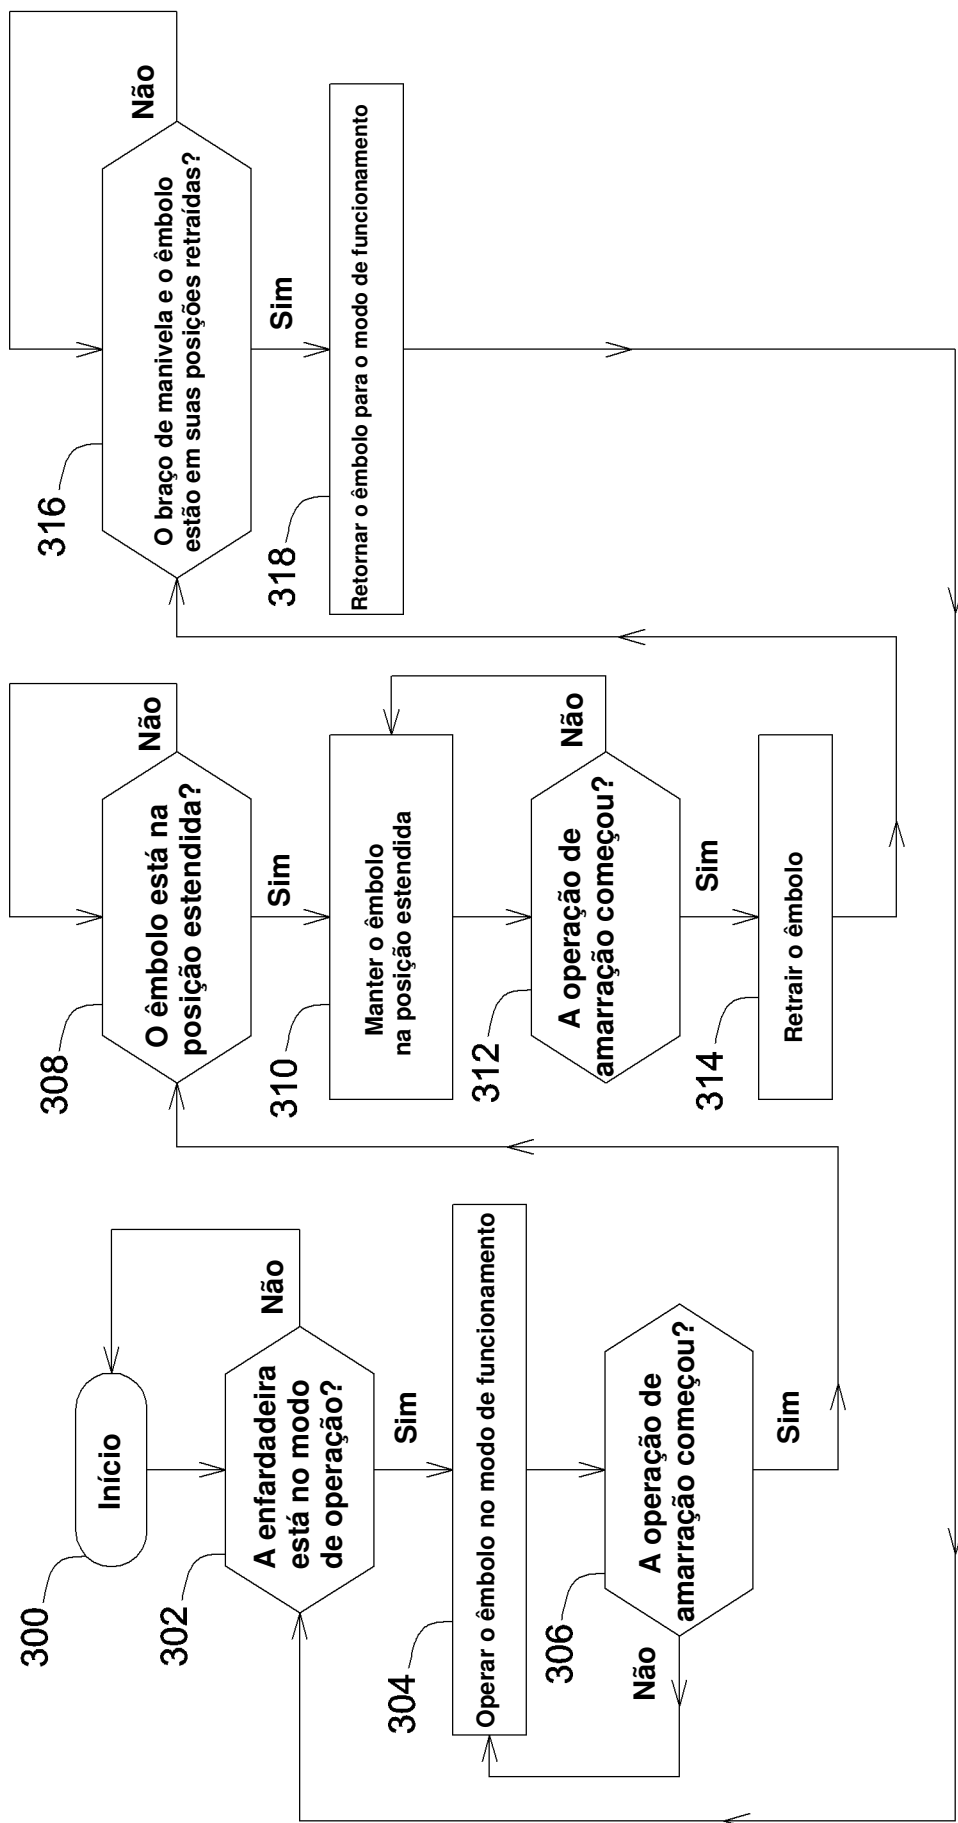 300
Início
302
A enfardadeira
está no modo
de operação?
Não
Sim
304
Operar o êmbolo no modo de funcionamento
306
A operação de
amarração começou?
Não
Sim
308
O êmbolo está na
posição estendida?
Não
Sim
310
Manter o êmbolo
na posição estendida
312
A operação de
amarração começou?
Não
Sim
314
Retrair o êmbolo
316
O braço de manivela e o êmbolo
estão em suas posições retraídas?
Não
Sim
318
Retornar o êmbolo para o modo de funcionamento